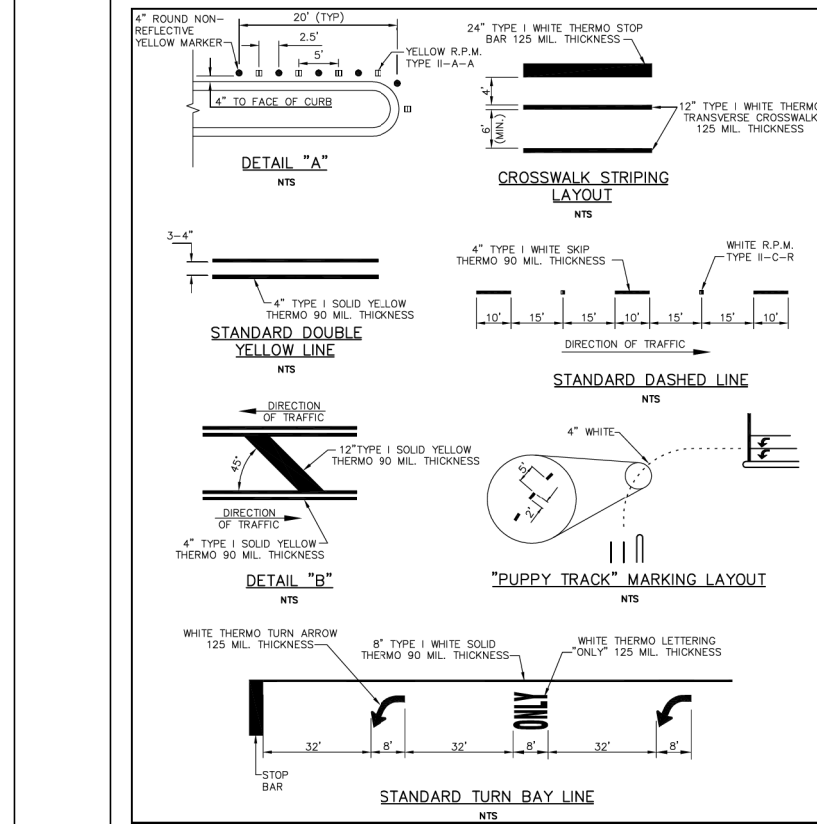 4" ROUND NON-
REFLECTIVE
YELLOW MARKER
20' (TYP)
2.5'
5'
YELLOW R.P.M.
TYPE II-A-A
4" TO FACE OF CURB
DETAIL "A"
NTS
24" TYPE I WHITE THERMO STOP
BAR 125 MIL. THICKNESS
4'
6'
(MIN.)
12" TYPE I WHITE THERMO
TRANSVERSE CROSSWALK
125 MIL. THICKNESS
CROSSWALK STRIPING
LAYOUT
NTS
3-4"
4" TYPE I SOLID YELLOW
THERMO 90 MIL. THICKNESS
STANDARD DOUBLE
YELLOW LINE
NTS
4" TYPE I WHITE SKIP
THERMO 90 MIL. THICKNESS
WHITE R.P.M.
TYPE II-C-R
10' 15' 15' 10' 15' 15' 10'
DIRECTION OF TRAFFIC
STANDARD DASHED LINE
NTS
DIRECTION
OF TRAFFIC
45°
12"TYPE I SOLID YELLOW
THERMO 90 MIL. THICKNESS
DIRECTION
OF TRAFFIC
4" TYPE I SOLID YELLOW
THERMO 90 MIL. THICKNESS
DETAIL "B"
NTS
4" WHITE
5'
2'
"PUPPY TRACK" MARKING LAYOUT
NTS
WHITE THERMO TURN ARROW
125 MIL. THICKNESS
8" TYPE I WHITE SOLID
THERMO 90 MIL. THICKNESS
WHITE THERMO LETTERING
"ONLY" 125 MIL. THICKNESS
ONLY
32' 8' 32' 8' 32' 8'
STOP
BAR
STANDARD TURN BAY LINE
NTS